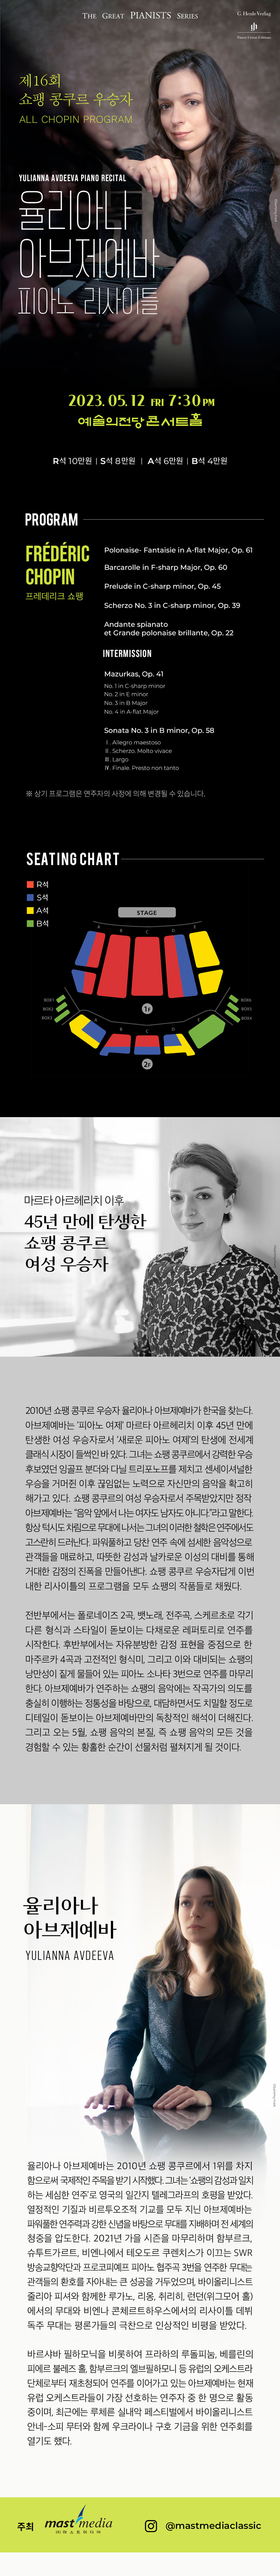 THE GREAT PIANISTS SERIES
G. Henle Verlag
제16회
쇼팽 콩쿠르 우승자
ALL CHOPIN PROGRAM
YULIANNA AVDEEVA PIANO RECITAL
율리아나
아브제예바
피아노 리사이틀
2023. 05. 12 FRI 7:30 PM
예술의전당 콘서트홀
R석 10만원 | S석 8만원 | A석 6만원 | B석 4만원
PROGRAM
FRÉDÉRIC
CHOPIN
프레데리크 쇼팽
Polonaise- Fantaisie in A-flat Major, Op. 61
Barcarolle in F-sharp Major, Op. 60
Prelude in C-sharp minor, Op. 45
Scherzo No. 3 in C-sharp minor, Op. 39
Andante spianato
et Grande polonaise brillante, Op. 22
INTERMISSION
Mazurkas, Op. 41
No. 1 in C-sharp minor
No. 2 in E minor
No. 3 in B Major
No. 4 in A-flat Major
Sonata No. 3 in B minor, Op. 58
Ⅰ. Allegro maestoso
Ⅱ. Scherzo. Molto vivace
Ⅲ. Largo
Ⅳ. Finale. Presto non tanto
※ 상기 프로그램은 연주자의 사정에 의해 변경될 수 있습니다.
SEATING CHART
R석
S석
A석
B석
STAGE
A B C D E
1F
BOX1 BOX6
BOX2 BOX5
BOX3 BOX4
A B C D E
2F
마르타 아르헤리치 이후
45년 만에 탄생한
쇼팽 콩쿠르
여성 우승자
2010년 쇼팽 콩쿠르 우승자 율리아나 아브제예바가 한국을 찾는다.
아브제예바는 '피아노 여제' 마르타 아르헤리치 이후 45년 만에
탄생한 여성 우승자로서 '새로운 피아노 여제'의 탄생에 전세계
클래식 시장이 들썩인 바 있다. 그녀는 쇼팽 콩쿠르에서 강력한 우승
후보였던 잉골프 분더와 다닐 트리포노프를 제치고 센세이셔널한
우승을 거머쥔 이후 끊임없는 노력으로 자신만의 음악을 확고히
해가고 있다. 쇼팽 콩쿠르의 여성 우승자로서 주목받았지만 정작
아브제예바는 "음악 앞에서 나는 여자도 남자도 아니다."라고 말한다.
항상 턱시도 차림으로 무대에 나서는 그녀의 이러한 철학은 연주에서도
고스란히 드러난다. 파워풀하고 당찬 연주 속에 섬세한 음악성으로
관객들을 매료하고, 따뜻한 감성과 날카로운 이성의 대비를 통해
거대한 감정의 진폭을 만들어낸다. 쇼팽 콩쿠르 우승자답게 이번
내한 리사이틀의 프로그램을 모두 쇼팽의 작품들로 채웠다.
전반부에서는 폴로네이즈 2곡, 뱃노래, 전주곡, 스케르초로 각기
다른 형식과 스타일이 돋보이는 다채로운 레퍼토리로 연주를
시작한다. 후반부에서는 자유분방한 감정 표현을 중점으로 한
마주르카 4곡과 고전적인 형식미, 그리고 이와 대비되는 쇼팽의
낭만성이 짙게 물들어 있는 피아노 소나타 3번으로 연주를 마무리
한다. 아브제예바가 연주하는 쇼팽의 음악에는 작곡가의 의도를
충실히 이행하는 정통성을 바탕으로, 대담하면서도 치밀할 정도로
디테일이 돋보이는 아브제예바만의 독창적인 해석이 더해진다.
그리고 오는 5월, 쇼팽 음악의 본질, 즉 쇼팽 음악의 모든 것을
경험할 수 있는 황홀한 순간이 선물처럼 펼쳐지게 될 것이다.
율리아나
아브제예바
YULIANNA AVDEEVA
율리아나 아브제예바는 2010년 쇼팽 콩쿠르에서 1위를 차지
함으로써 국제적인 주목을 받기 시작했다. 그녀는 '쇼팽의 감성과 일치
하는 세심한 연주'로 영국의 일간지 텔레그라프의 호평을 받았다.
열정적인 기질과 비르투오조적 기교를 모두 지닌 아브제예바는
파워풀한 연주력과 강한 신념을 바탕으로 무대를 지배하며 전 세계의
청중을 압도한다. 2021년 가을 시즌을 마무리하며 함부르크,
슈투트가르트, 비엔나에서 테오도르 쿠렌치스가 이끄는 SWR
방송교향악단과 프로코피예프 피아노 협주곡 3번을 연주한 무대는
관객들의 환호를 자아내는 큰 성공을 거두었으며, 바이올리니스트
줄리아 피셔와 함께한 루가노, 리옹, 취리히, 런던(위그모어 홀)
에서의 무대와 비엔나 콘체르트하우스에서의 리사이틀 데뷔
독주 무대는 평론가들의 극찬으로 인상적인 비평을 받았다.
바르샤바 필하모닉을 비롯하여 프라하의 루돌피눔, 베를린의
피에르 불레즈 홀, 함부르크의 엘브필하모니 등 유럽의 오케스트라
단체로부터 재초청되어 연주를 이어가고 있는 아브제예바는 현재
유럽 오케스트라들이 가장 선호하는 연주자 중 한 명으로 활동
중이며, 최근에는 루체른 실내악 페스티벌에서 바이올리니스트
안네-소피 무터와 함께 우크라이나 구호 기금을 위한 연주회를
열기도 했다.
주최
mast media
@mastmediaclassic